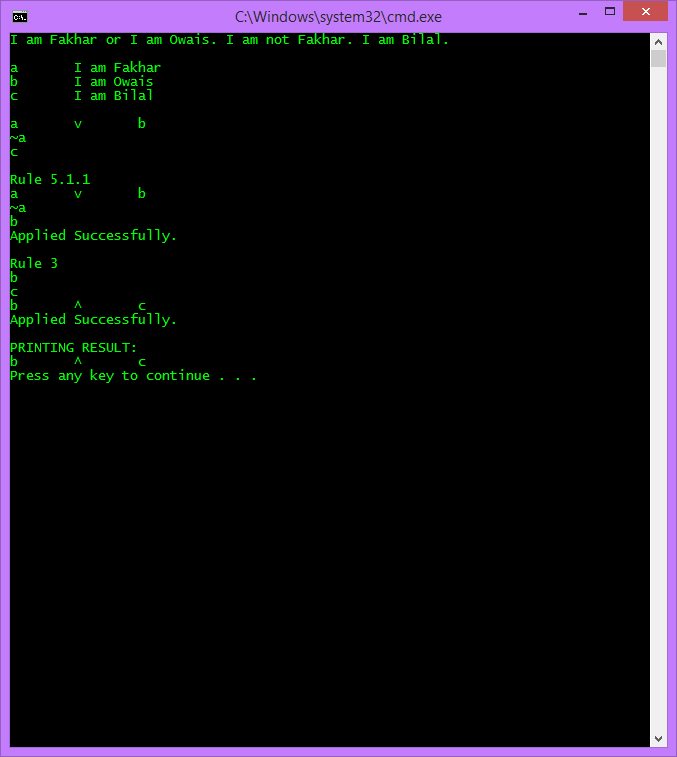 C:\Windows\system32\cmd.exe
I am Fakhar or I am Owais. I am not Fakhar. I am Bilal.
a I am Fakhar
b I am Owais
c I am Bilal
a v b
~a
c
Rule 5.1.1
a v b
~a
b
Applied Successfully.
Rule 3
b
c
b ^ c
Applied Successfully.
PRINTING RESULT:
b ^ c
Press any key to continue . . .